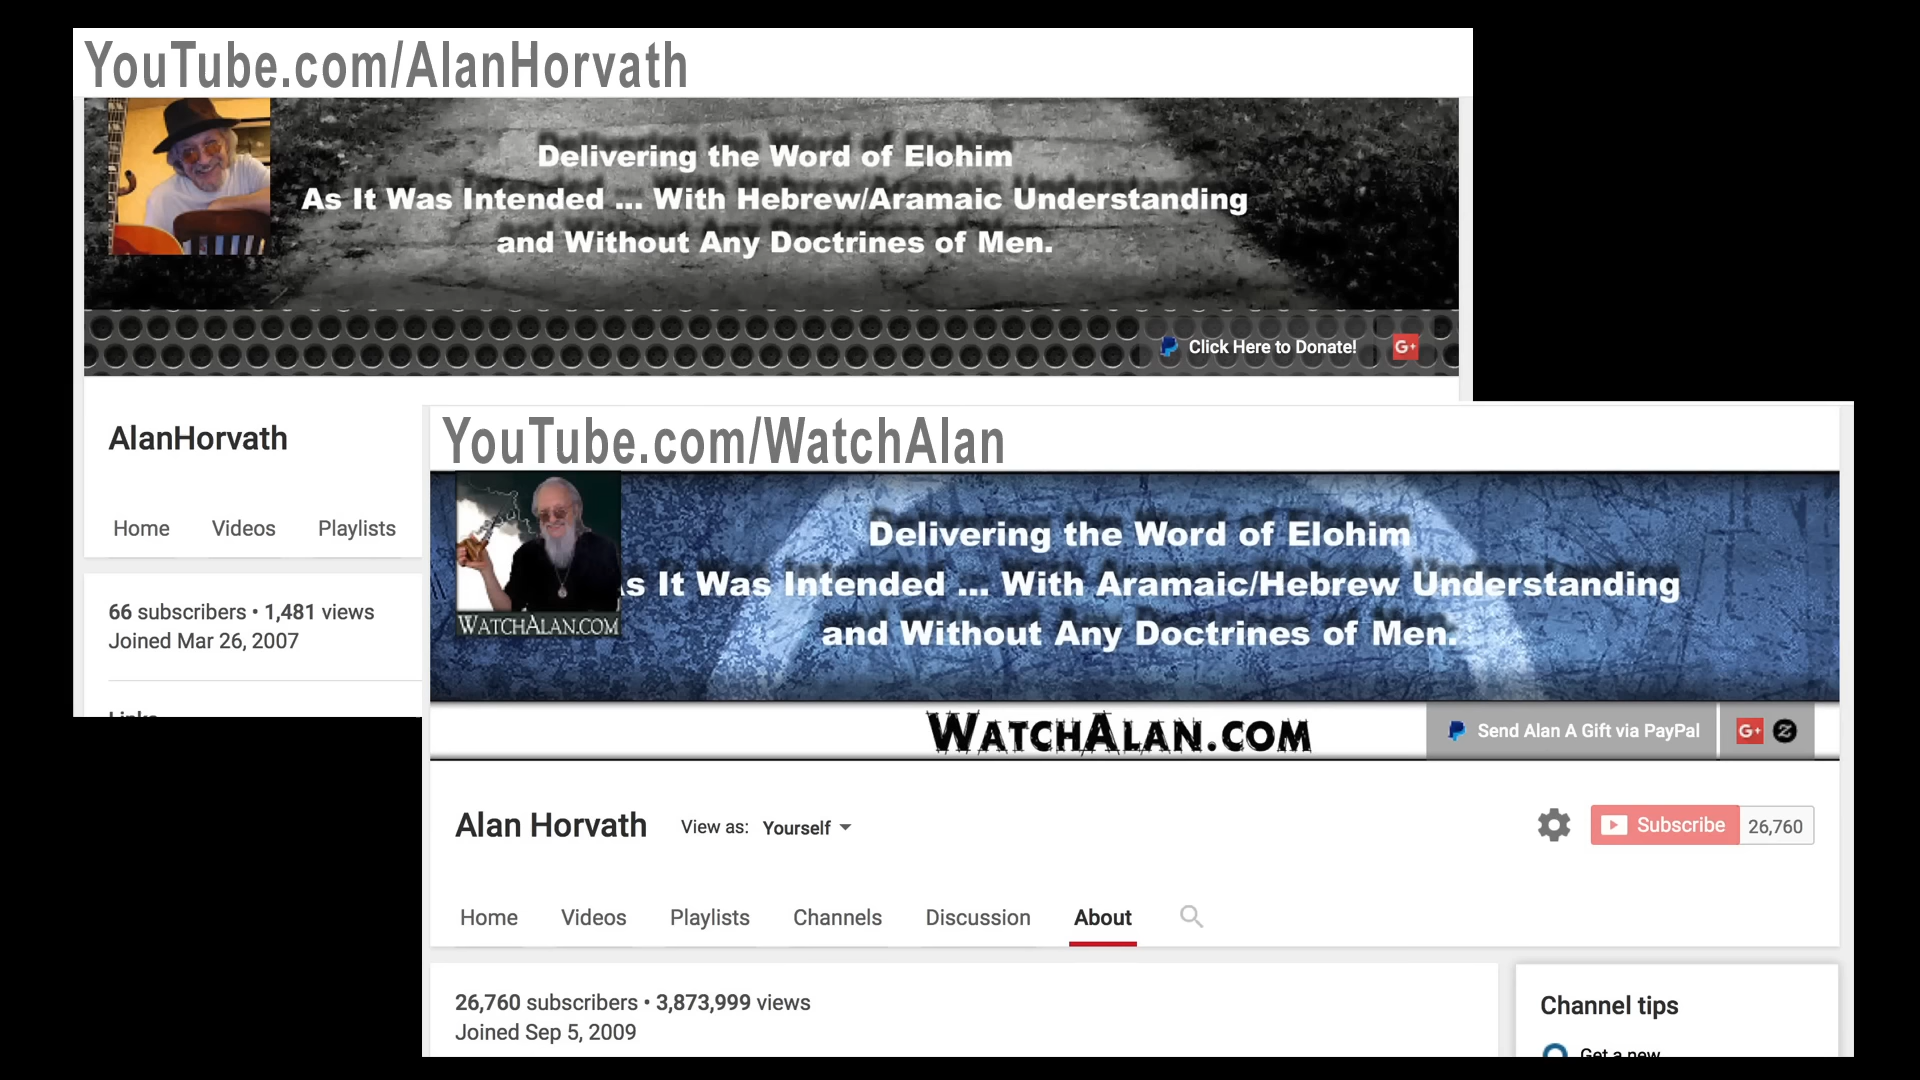 YouTube.com/AlanHorvath
Delivering the Word of Elohim
As It Was Intended ... With Hebrew/Aramaic Understanding
and Without Any Doctrines of Men.
Click Here to Donate!
G+
AlanHorvath
Home Videos Playlists
66 subscribers • 1,481 views
Joined Mar 26, 2007
Links
YouTube.com/WatchAlan
Delivering the Word of Elohim
s It Was Intended ... With Aramaic/Hebrew Understanding
and Without Any Doctrines of Men.
WATCHALAN.COM
WATCHALAN.COM
Send Alan A Gift via PayPal
G+ Z
Alan Horvath View as: Yourself
Subscribe 26,760
Home Videos Playlists Channels Discussion About
26,760 subscribers • 3,873,999 views
Joined Sep 5, 2009
Channel tips
Get a new